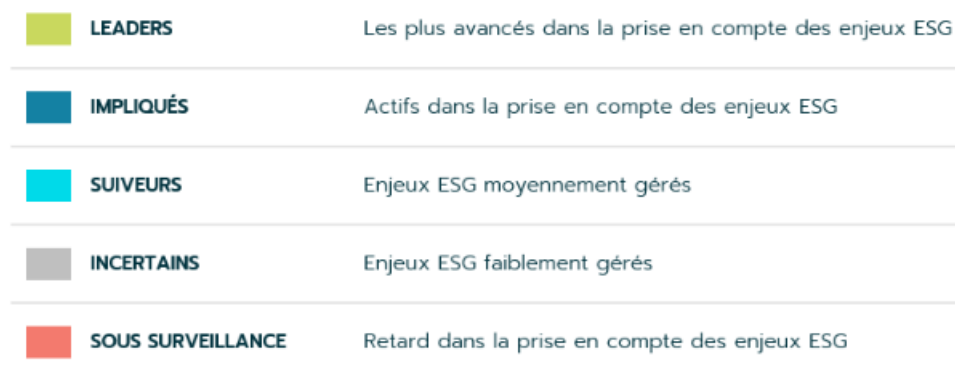 LEADERS Les plus avancés dans la prise en compte des enjeux ESG
IMPLIQUÉS Actifs dans la prise en compte des enjeux ESG
SUIVEURS Enjeux ESG moyennement gérés
INCERTAINS Enjeux ESG faiblement gérés
SOUS SURVEILLANCE Retard dans la prise en compte des enjeux ESG